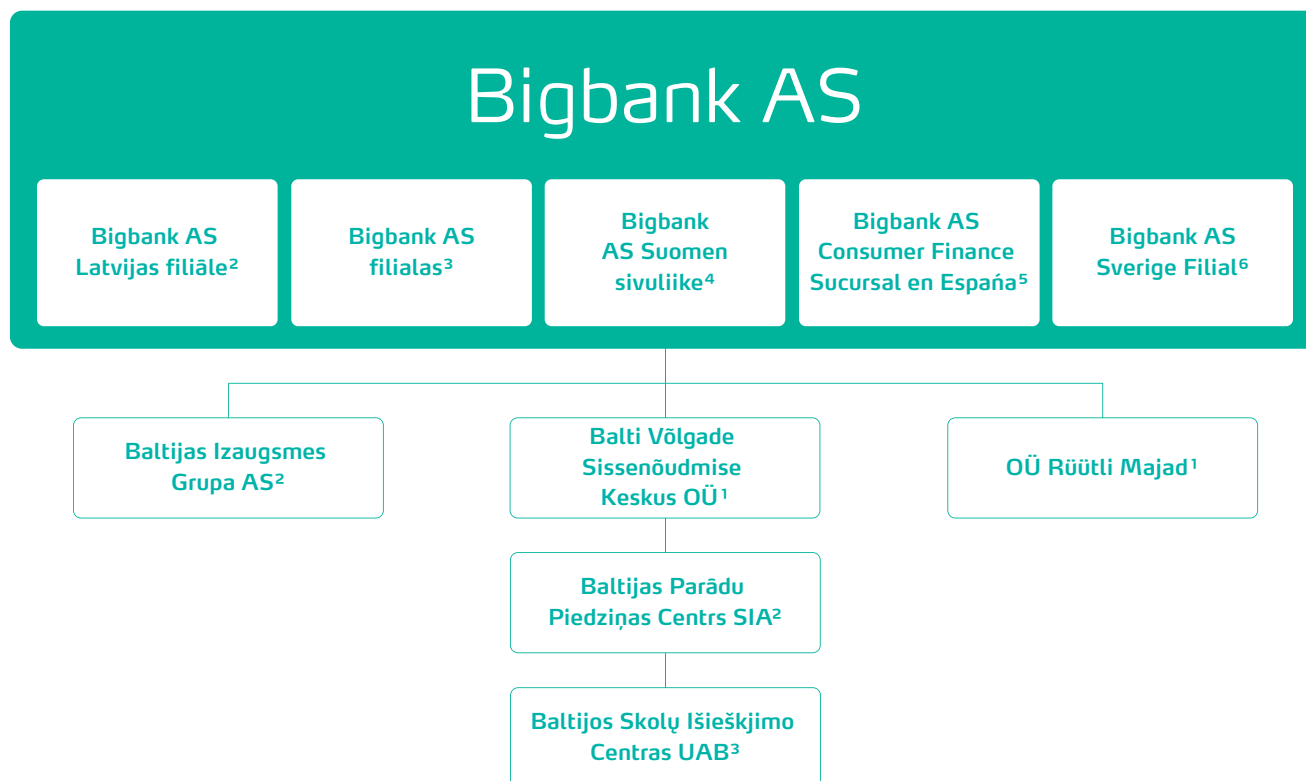 Bigbank AS
Bigbank AS
Latvijas filiāle²
Bigbank AS
filialas³
Bigbank
AS Suomen
sivuliike⁴
Bigbank AS
Consumer Finance
Sucursal en Espańa⁵
Bigbank AS
Sverige Filial⁶
Baltijas Izaugsmes
Grupa AS²
Balti Võlgade
Sissenõudmise
Keskus OÜ¹
OÜ Rüütli Majad¹
Baltijas Parādu
Piedziņas Centrs SIA²
Baltijos Skolų Išieškjimo
Centras UAB³